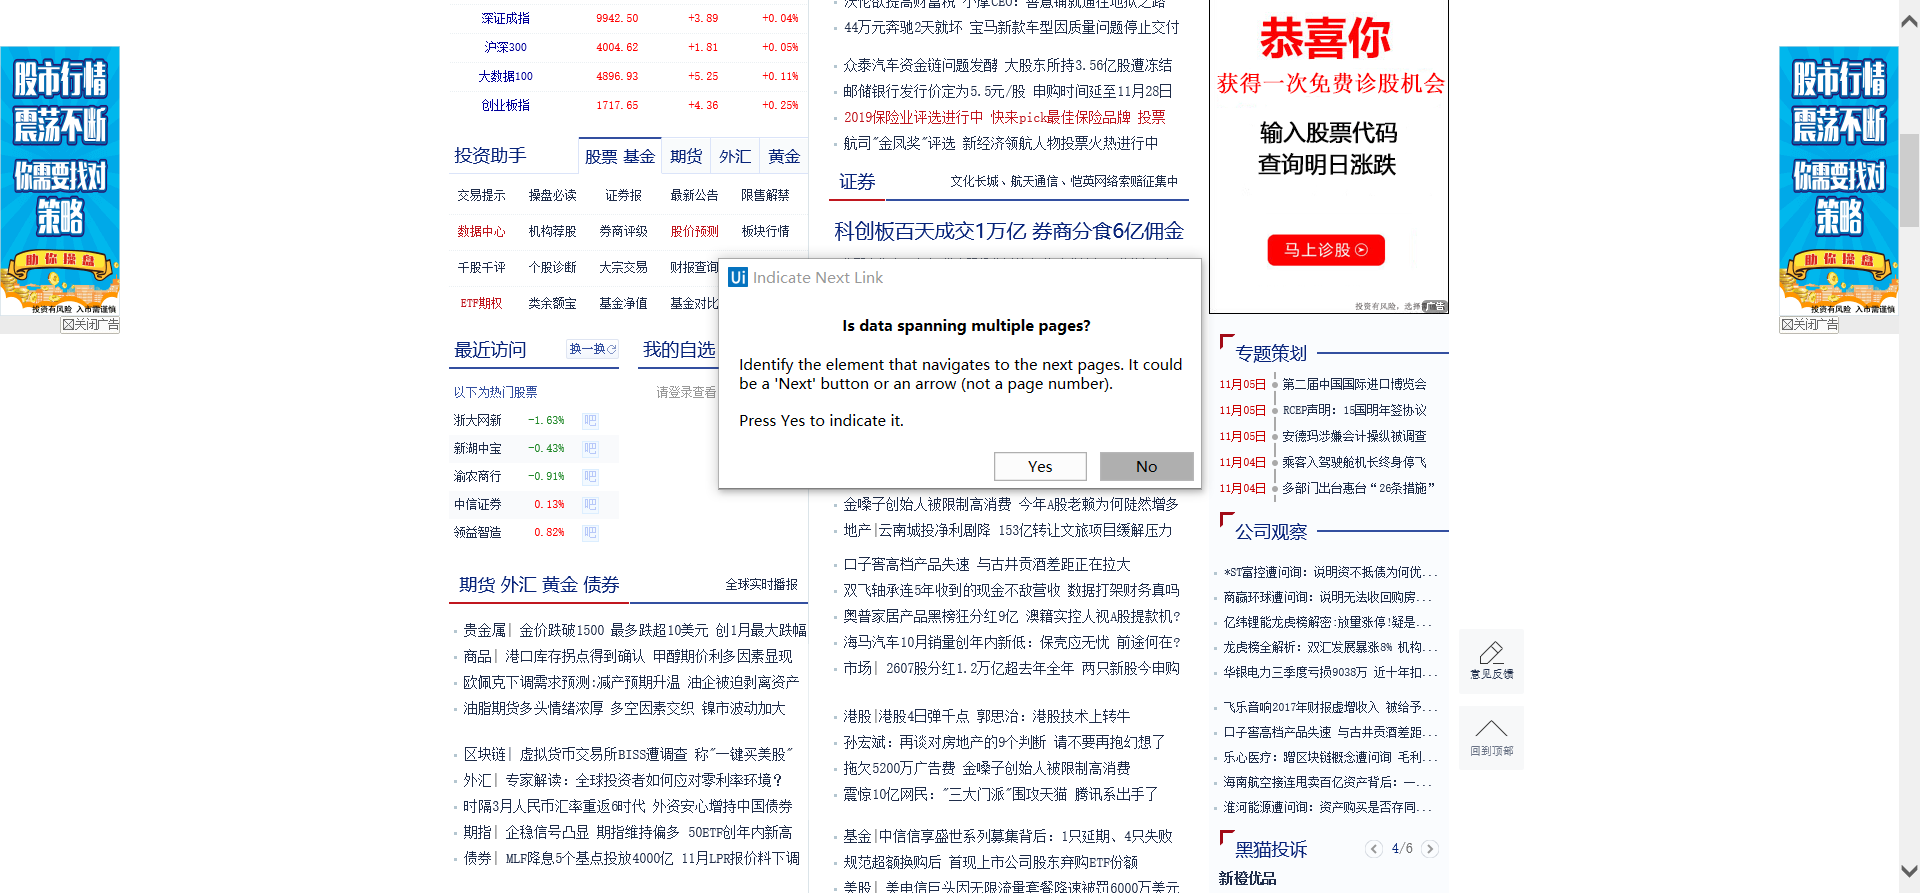 深证成指 9942.50 +3.89 +0.04%
沪深300 4004.62 +1.81 +0.05%
大数据100 4896.93 +5.25 +0.11%
创业板指 1717.65 +4.36 +0.25%
投资助手 股票 基金 期货 外汇 黄金
交易提示 操盘必读 证券报 最新公告 限售解禁
数据中心 机构荐股 券商评级 股价预测 板块行情
千股千评 个股诊断 大宗交易 财报查询
ETF期权 类余额宝 基金净值 基金对比
最近访问 换一换 我的自选
以下为热门股票 请登录查看
浙大网新 -1.63% 吧
新湖中宝 -0.43% 吧
渝农商行 -0.91% 吧
中信证券 0.13% 吧
领益智造 0.82% 吧
期货 外汇 黄金 债券 全球实时播报
贵金属| 金价跌破1500 最多跌超10美元 创1月最大跌幅
商品| 港口库存拐点得到确认 甲醇期价利多因素显现
欧佩克下调需求预测:减产预期升温 油企被迫剥离资产
油脂期货多头情绪浓厚 多空因素交织 镍市波动加大
区块链| 虚拟货币交易所BISS遭调查 称"一键买美股"
外汇| 专家解读：全球投资者如何应对零利率环境？
时隔3月人民币汇率重返6时代 外资安心增持中国债券
期指| 企稳信号凸显 期指维持偏多 50ETF创年内新高
债券| MLF降息5个基点投放4000亿 11月LPR报价料下调
沃伦欲提高财富税 小摩CEO：善意铺就通往地狱之路
44万元奔驰2天就坏 宝马新款车型因质量问题停止交付
众泰汽车资金链问题发酵 大股东所持3.56亿股遭冻结
邮储银行发行价定为5.5元/股 申购时间延至11月28日
2019保险业评选进行中 快来pick最佳保险品牌 投票
航司"金凤奖"评选 新经济领航人物投票火热进行中
证券 文化长城、航天通信、恺英网络索赔征集中
科创板百天成交1万亿 券商分食6亿佣金
Ui Indicate Next Link
Is data spanning multiple pages?
Identify the element that navigates to the next pages. It could
be a 'Next' button or an arrow (not a page number).
Press Yes to indicate it.
Yes No
金嗓子创始人被限制高消费 今年A股老赖为何陡然增多
地产|云南城投净利剧降 153亿转让文旅项目缓解压力
口子窖高档产品失速 与古井贡酒差距正在拉大
双飞轴承连5年收到的现金不敌营收 数据打架财务真吗
奥普家居产品黑榜狂分红9亿 澳籍实控人视A股提款机?
海马汽车10月销量创年内新低：保壳应无忧 前途何在?
市场| 2607股分红1.2万亿超去年全年 两只新股今申购
港股|港股4日弹千点 郭思治：港股技术上转牛
孙宏斌：再谈对房地产的9个判断 请不要再抱幻想了
拖欠5200万广告费 金嗓子创始人被限制高消费
震惊10亿网民："三大门派"围攻天猫 腾讯系出手了
基金|中信信享盛世系列募集背后：1只延期、4只失败
规范超额换购后 首现上市公司股东弃购ETF份额
美股| 美电信巨头因无限流量套餐降速被罚6000万美元
恭喜你
获得一次免费诊股机会
输入股票代码
查询明日涨跌
马上诊股
投资有风险，选择 广告
专题策划
11月05日 第二届中国国际进口博览会
11月05日 RCEP声明：15国明年签协议
11月05日 安德玛涉嫌会计操纵被调查
11月04日 乘客入驾驶舱机长终身停飞
11月04日 多部门出台惠台“26条措施”
公司观察
*ST富控遭问询：说明资不抵债为何优...
商赢环球遭问询：说明无法收回购房...
亿纬锂能龙虎榜解密:放量涨停!疑是...
龙虎榜全解析：双汇发展暴涨8% 机构...
华银电力三季度亏损9038万 近十年扣...
飞乐音响2017年财报虚增收入 被给予...
口子窖高档产品失速 与古井贡酒差距...
乐心医疗：蹭区块链概念遭问询 毛利...
海南航空接连甩卖百亿资产背后：一...
淮河能源遭问询：资产购买是否存同...
黑猫投诉 4/6
新橙优品
意见反馈
回到顶部
股市行情
震荡不断
你需要找对
策略
助你操盘
投资有风险 入市需谨慎
关闭广告
股市行情
震荡不断
你需要找对
策略
助你操盘
投资有风险 入市需谨慎
关闭广告